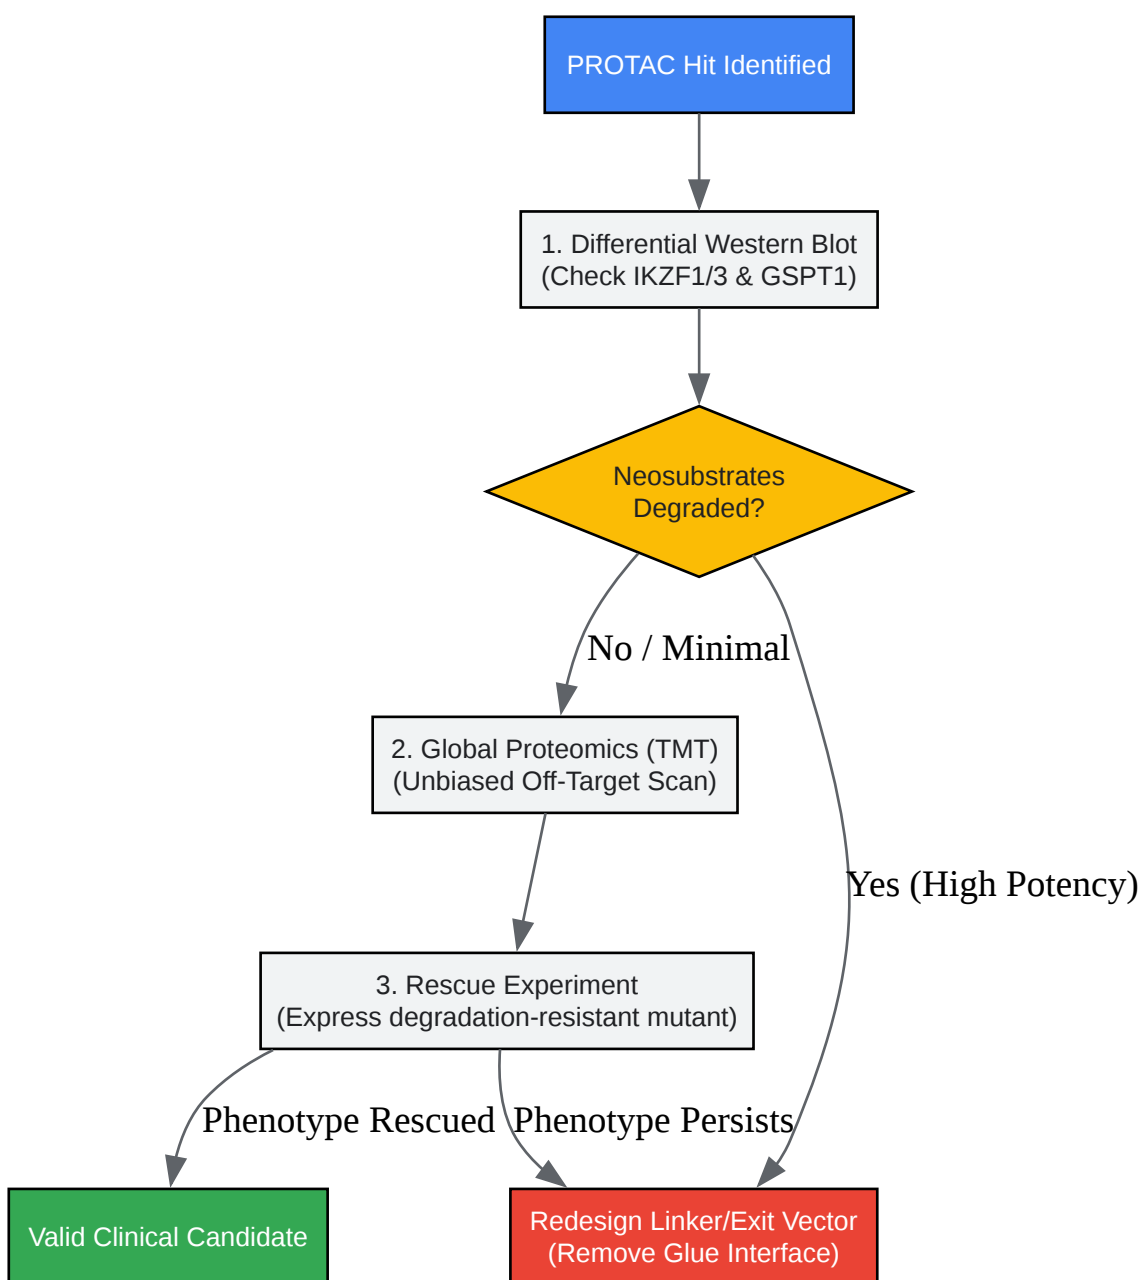 PROTAC Hit Identified
1. Differential Western Blot
(Check IKZF1/3 & GSPT1)
Neosubstrates
Degraded?
No / Minimal
2. Global Proteomics (TMT)
(Unbiased Off-Target Scan)
Yes (High Potency)
3. Rescue Experiment
(Express degradation-resistant mutant)
Phenotype Rescued
Phenotype Persists
Valid Clinical Candidate
Redesign Linker/Exit Vector
(Remove Glue Interface)